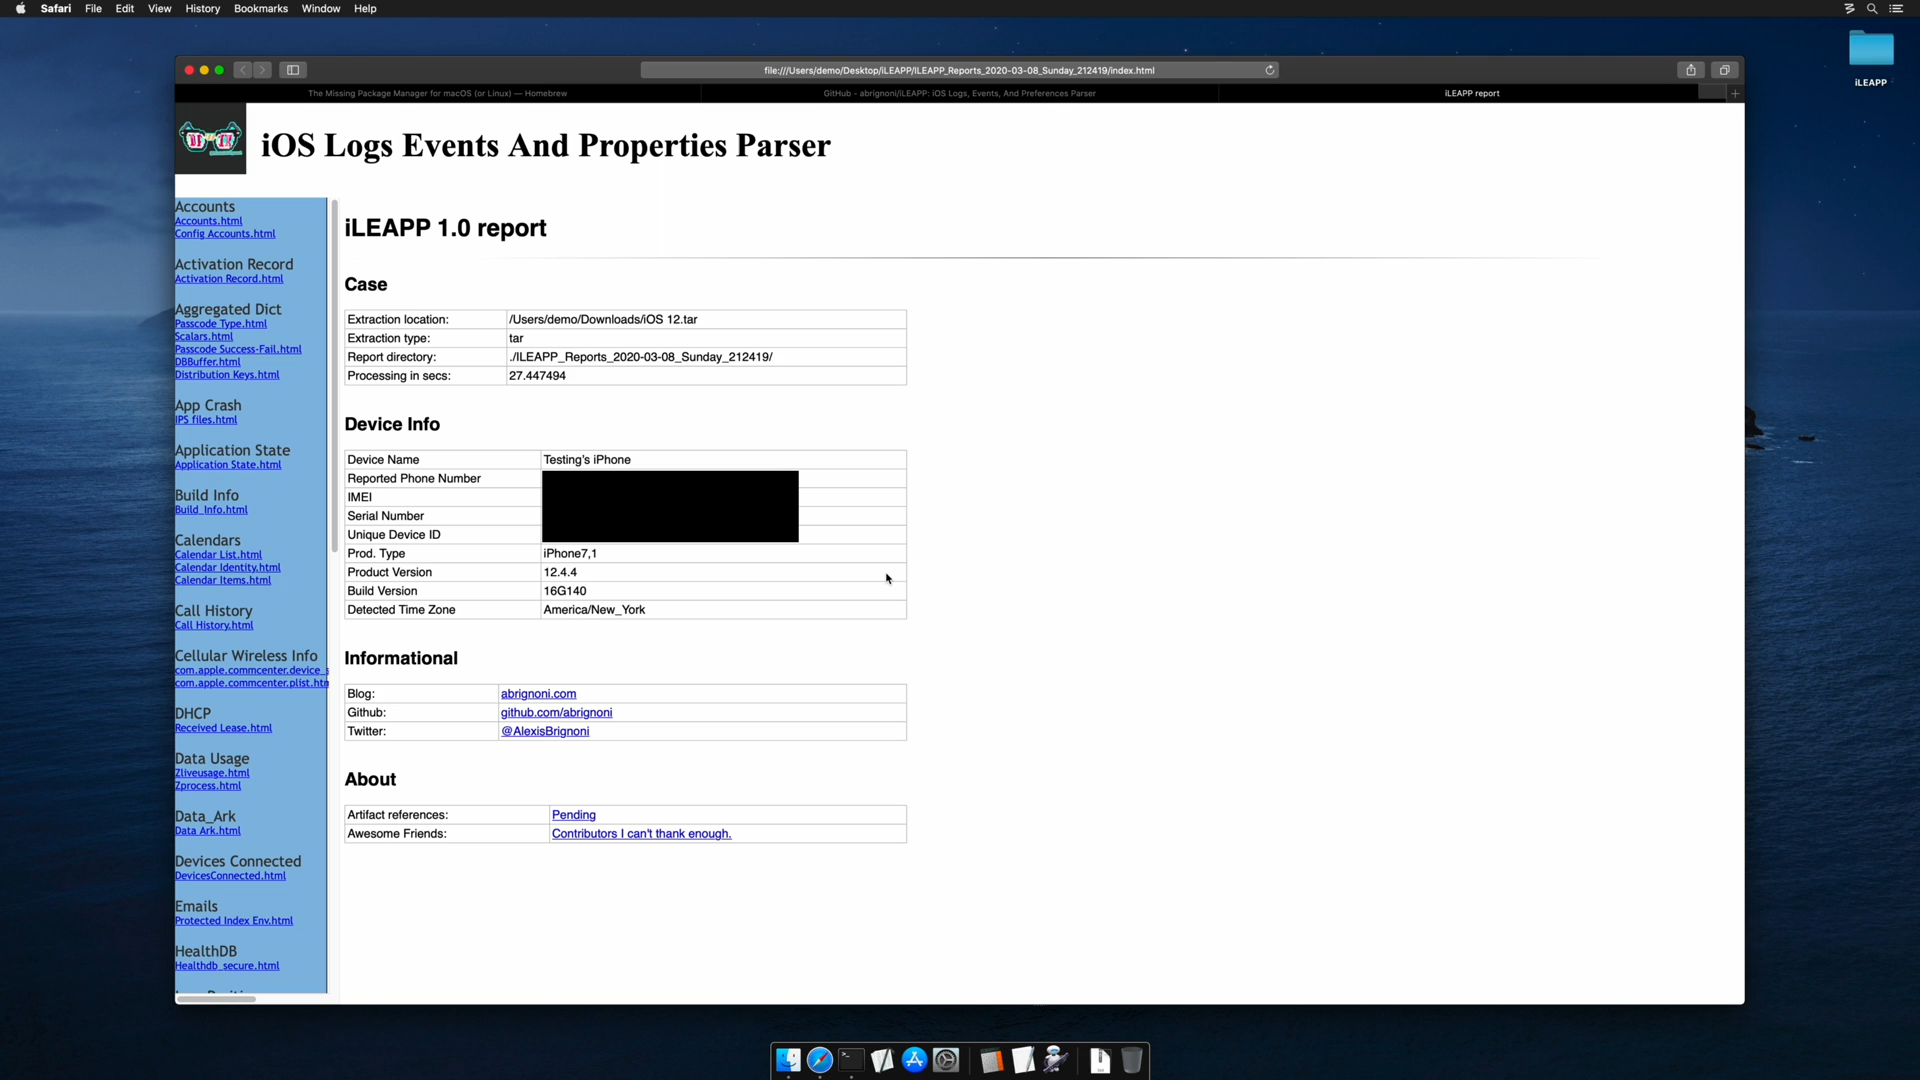 Safari File Edit View History Bookmarks Window Help
file:///Users/demo/Desktop/iLEAPP/ILEAPP_Reports_2020-03-08_Sunday_212419/index.html
The Missing Package Manager for macOS (or Linux) — Homebrew
GitHub - abrignoni/iLEAPP: iOS Logs, Events, And Preferences Parser
iLEAPP report
iLEAPP
iOS Logs Events And Properties Parser
Accounts
Accounts.html
Config Accounts.html
Activation Record
Activation Record.html
Aggregated Dict
Passcode Type.html
Scalars.html
Passcode Success-Fail.html
DBBuffer.html
Distribution Keys.html
App Crash
IPS files.html
Application State
Application State.html
Build Info
Build_Info.html
Calendars
Calendar List.html
Calendar Identity.html
Calendar Items.html
Call History
Call History.html
Cellular Wireless Info
com.apple.commcenter.device_s
com.apple.commcenter.plist.htm
DHCP
Received Lease.html
Data Usage
Zliveusage.html
Zprocess.html
Data_Ark
Data Ark.html
Devices Connected
DevicesConnected.html
Emails
Protected Index Env.html
HealthDB
Healthdb_secure.html
iLEAPP 1.0 report
Case
Extraction location: /Users/demo/Downloads/iOS 12.tar
Extraction type: tar
Report directory: ./ILEAPP_Reports_2020-03-08_Sunday_212419/
Processing in secs: 27.447494
Device Info
Device Name Testing's iPhone
Reported Phone Number
IMEI
Serial Number
Unique Device ID
Prod. Type iPhone7,1
Product Version 12.4.4
Build Version 16G140
Detected Time Zone America/New_York
Informational
Blog: abrignoni.com
Github: github.com/abrignoni
Twitter: @AlexisBrignoni
About
Artifact references: Pending
Awesome Friends: Contributors I can't thank enough.